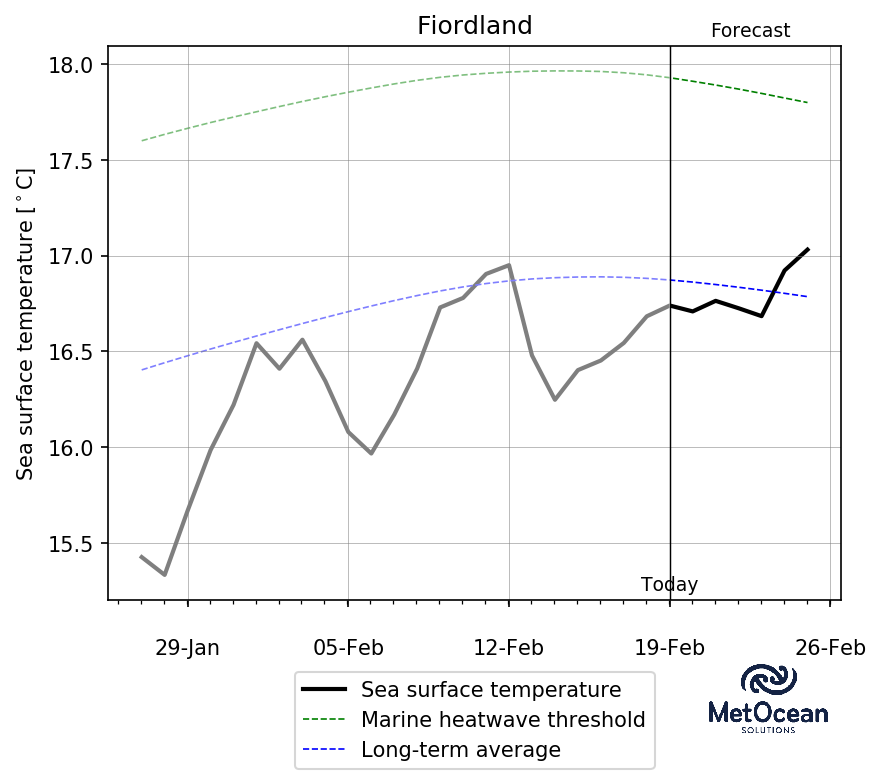 Fiordland
Forecast
18.0
17.5
17.0
16.5
16.0
15.5
Sea surface temperature [°C]
Today
29-Jan 05-Feb 12-Feb 19-Feb 26-Feb
Sea surface temperature
Marine heatwave threshold
Long-term average
MetOcean
SOLUTIONS